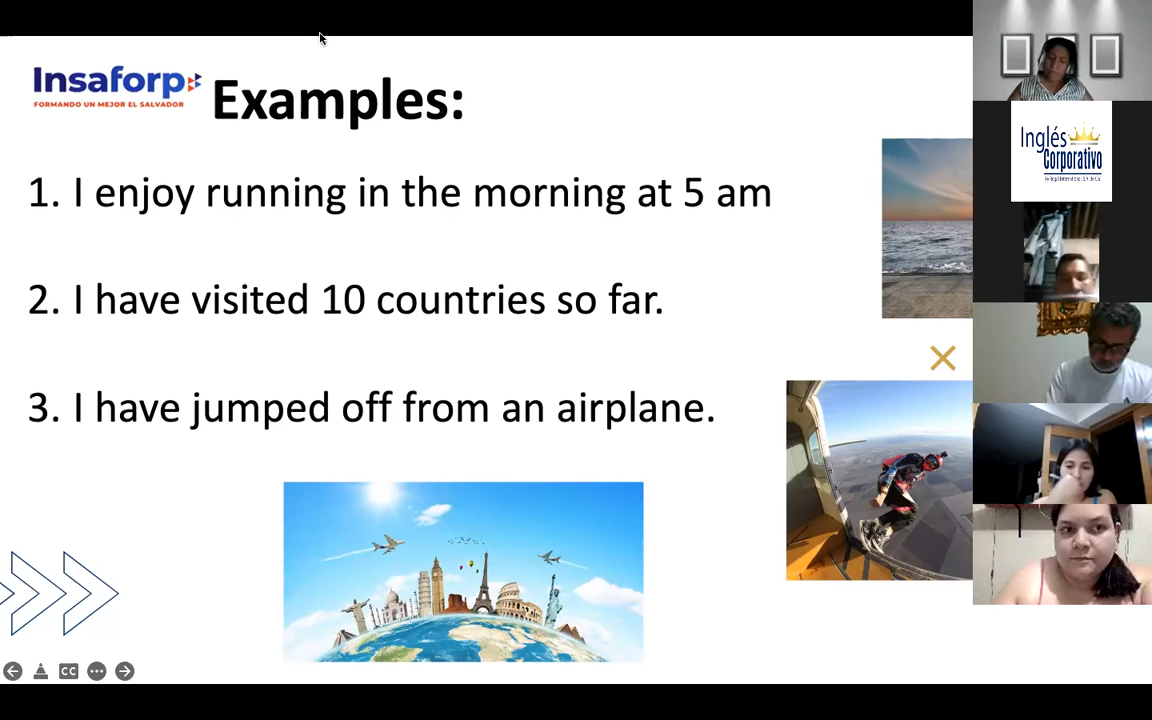 Insaforp
FORMANDO UN MEJOR EL SALVADOR
Examples:
1. I enjoy running in the morning at 5 am
2. I have visited 10 countries so far.
3. I have jumped off from an airplane.
Inglés
Corporativo
CC